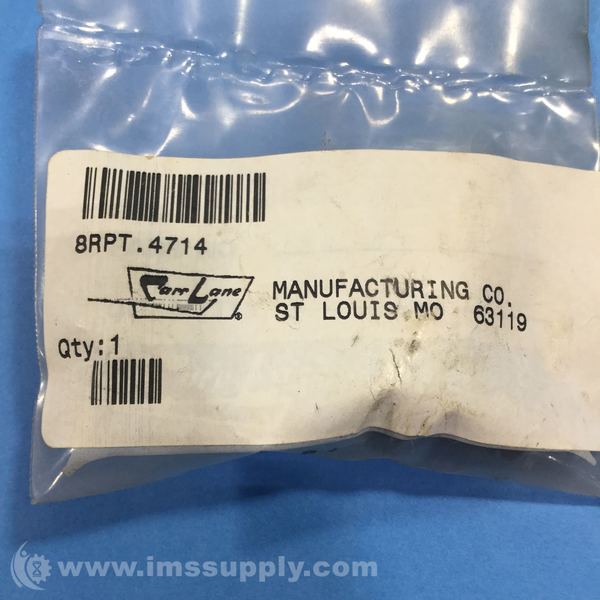 8RPT.4714
Carr Lane ® MANUFACTURING CO.
ST LOUIS MO 63119
Qty:1
www.imssupply.com